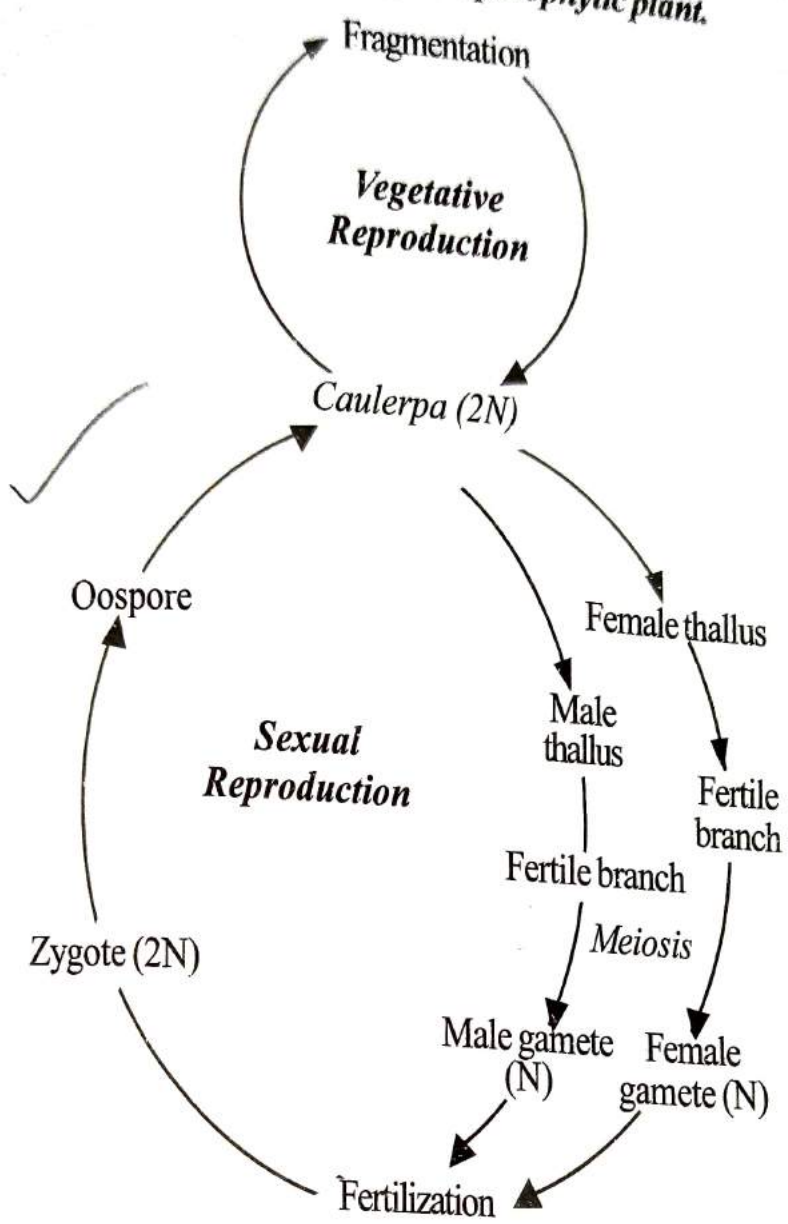 plant.
Fragmentation
Vegetative
Reproduction
Caulerpa (2N)
Oospore
Female thallus
Male
thallus
Sexual
Reproduction
Fertile
branch
Fertile branch
Meiosis
Zygote (2N)
Male gamete
(N)
Female
gamete (N)
Fertilization